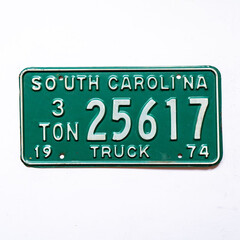 SOUTH CAROLINA
3 TON 25617
19 TRUCK 74